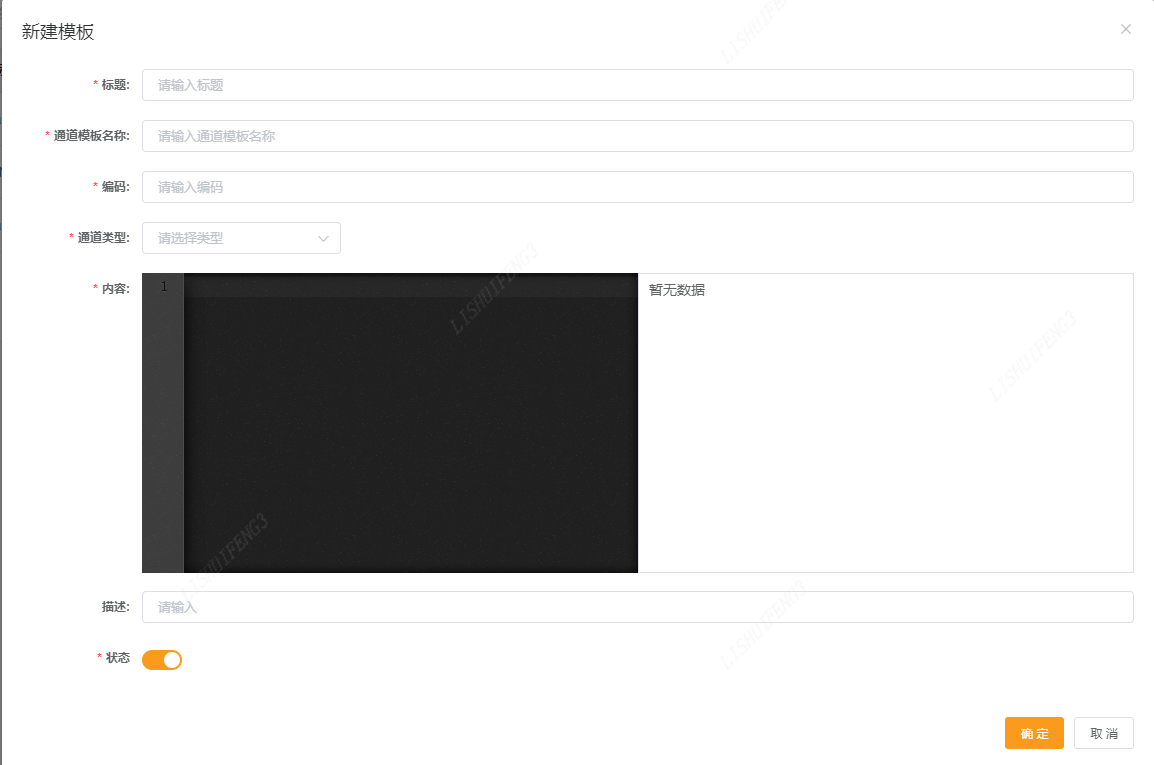 新建模板
* 标题:
请输入标题
* 通道模板名称:
请输入通道模板名称
* 编码:
请输入编码
* 通道类型:
请选择类型
* 内容:
1
暂无数据
描述:
请输入
* 状态
确 定
取 消
LISHUIFENG3
LISHUIFENG3
LISHUIFENG3
LISHUIFENG3
LISHUIFENG3